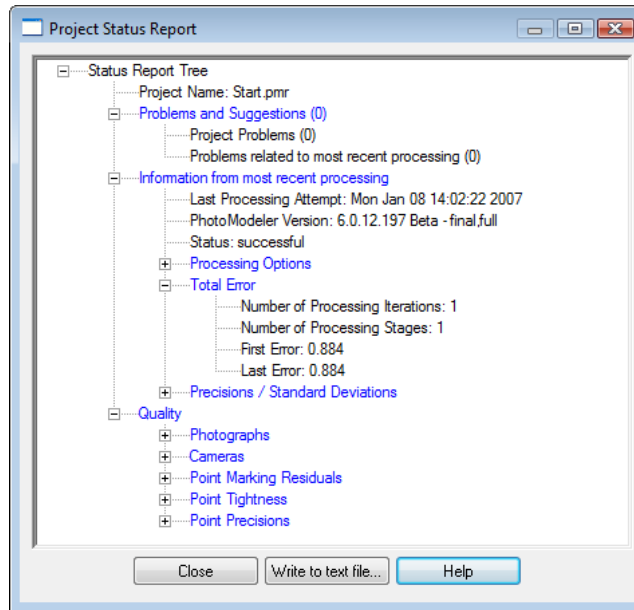 Project Status Report
Status Report Tree
Project Name: Start.pmr
Problems and Suggestions (0)
Project Problems (0)
Problems related to most recent processing (0)
Information from most recent processing
Last Processing Attempt: Mon Jan 08 14:02:22 2007
PhotoModeler Version: 6.0.12.197 Beta - final,full
Status: successful
Processing Options
Total Error
Number of Processing Iterations: 1
Number of Processing Stages: 1
First Error: 0.884
Last Error: 0.884
Precisions / Standard Deviations
Quality
Photographs
Cameras
Point Marking Residuals
Point Tightness
Point Precisions
Close Write to text file... Help